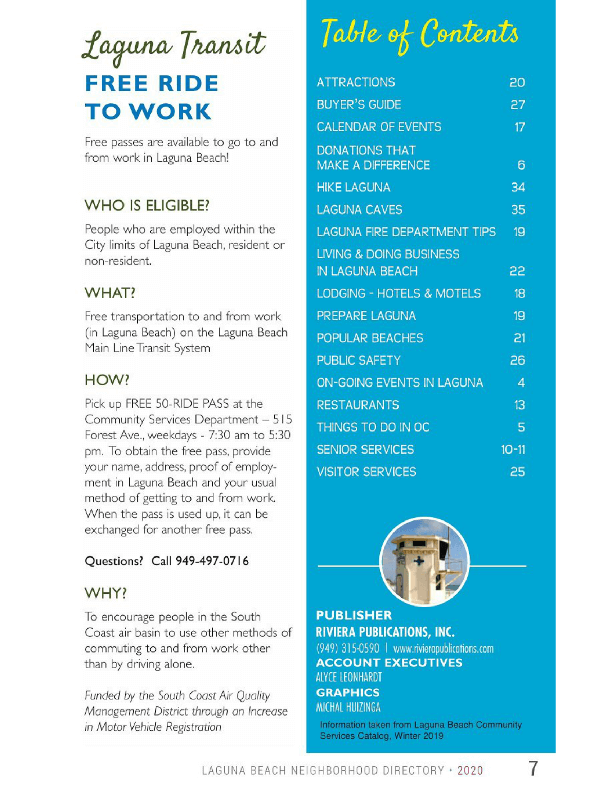 Laguna Transit
FREE RIDE
TO WORK
Free passes are available to go to and
from work in Laguna Beach!
WHO IS ELIGIBLE?
People who are employed within the
City limits of Laguna Beach, resident or
non-resident.
WHAT?
Free transportation to and from work
(in Laguna Beach) on the Laguna Beach
Main Line Transit System
HOW?
Pick up FREE 50-RIDE PASS at the
Community Services Department – 515
Forest Ave., weekdays - 7:30 am to 5:30
pm. To obtain the free pass, provide
your name, address, proof of employ-
ment in Laguna Beach and your usual
method of getting to and from work.
When the pass is used up, it can be
exchanged for another free pass.
Questions? Call 949-497-0716
WHY?
To encourage people in the South
Coast air basin to use other methods of
commuting to and from work other
than by driving alone.
Funded by the South Coast Air Quality
Management District through an Increase
in Motor Vehicle Registration
Table of Contents
ATTRACTIONS 20
BUYER'S GUIDE 27
CALENDAR OF EVENTS 17
DONATIONS THAT
MAKE A DIFFERENCE 6
HIKE LAGUNA 34
LAGUNA CAVES 35
LAGUNA FIRE DEPARTMENT TIPS 19
LIVING & DOING BUSINESS
IN LAGUNA BEACH 22
LODGING - HOTELS & MOTELS 18
PREPARE LAGUNA 19
POPULAR BEACHES 21
PUBLIC SAFETY 26
ON-GOING EVENTS IN LAGUNA 4
RESTAURANTS 13
THINGS TO DO IN OC 5
SENIOR SERVICES 10-11
VISITOR SERVICES 25
PUBLISHER
RIVIERA PUBLICATIONS, INC.
(949) 315-0590 | www.rivierapublications.com
ACCOUNT EXECUTIVES
ALYCE LEONHARDT
GRAPHICS
MICHAL HUIZINGA
Information taken from Laguna Beach Community
Services Catalog, Winter 2019
LAGUNA BEACH NEIGHBORHOOD DIRECTORY • 2020 7